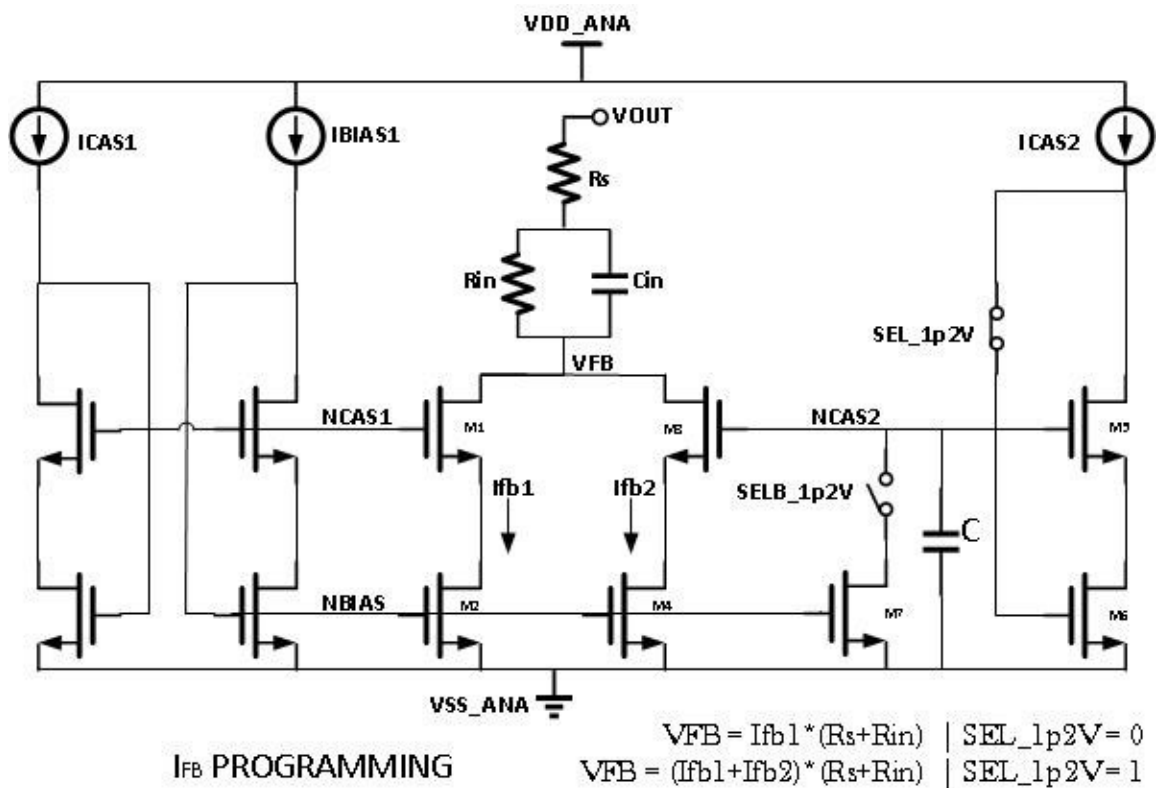 VDD_ANA
ICAS1
IBIAS1
VOUT
ICAS2
Rs
Rin
Cin
SEL_1p2V
VFB
NCAS1
M1
M8
NCAS2
M5
Ifb1
Ifb2
SELB_1p2V
C
NBIAS
M2
M4
M7
M6
VSS_ANA
IFB PROGRAMMING
VFB = Ifb1*(Rs+Rin) | SEL_1p2V = 0
VFB = (Ifb1+Ifb2)*(Rs+Rin) | SEL_1p2V = 1